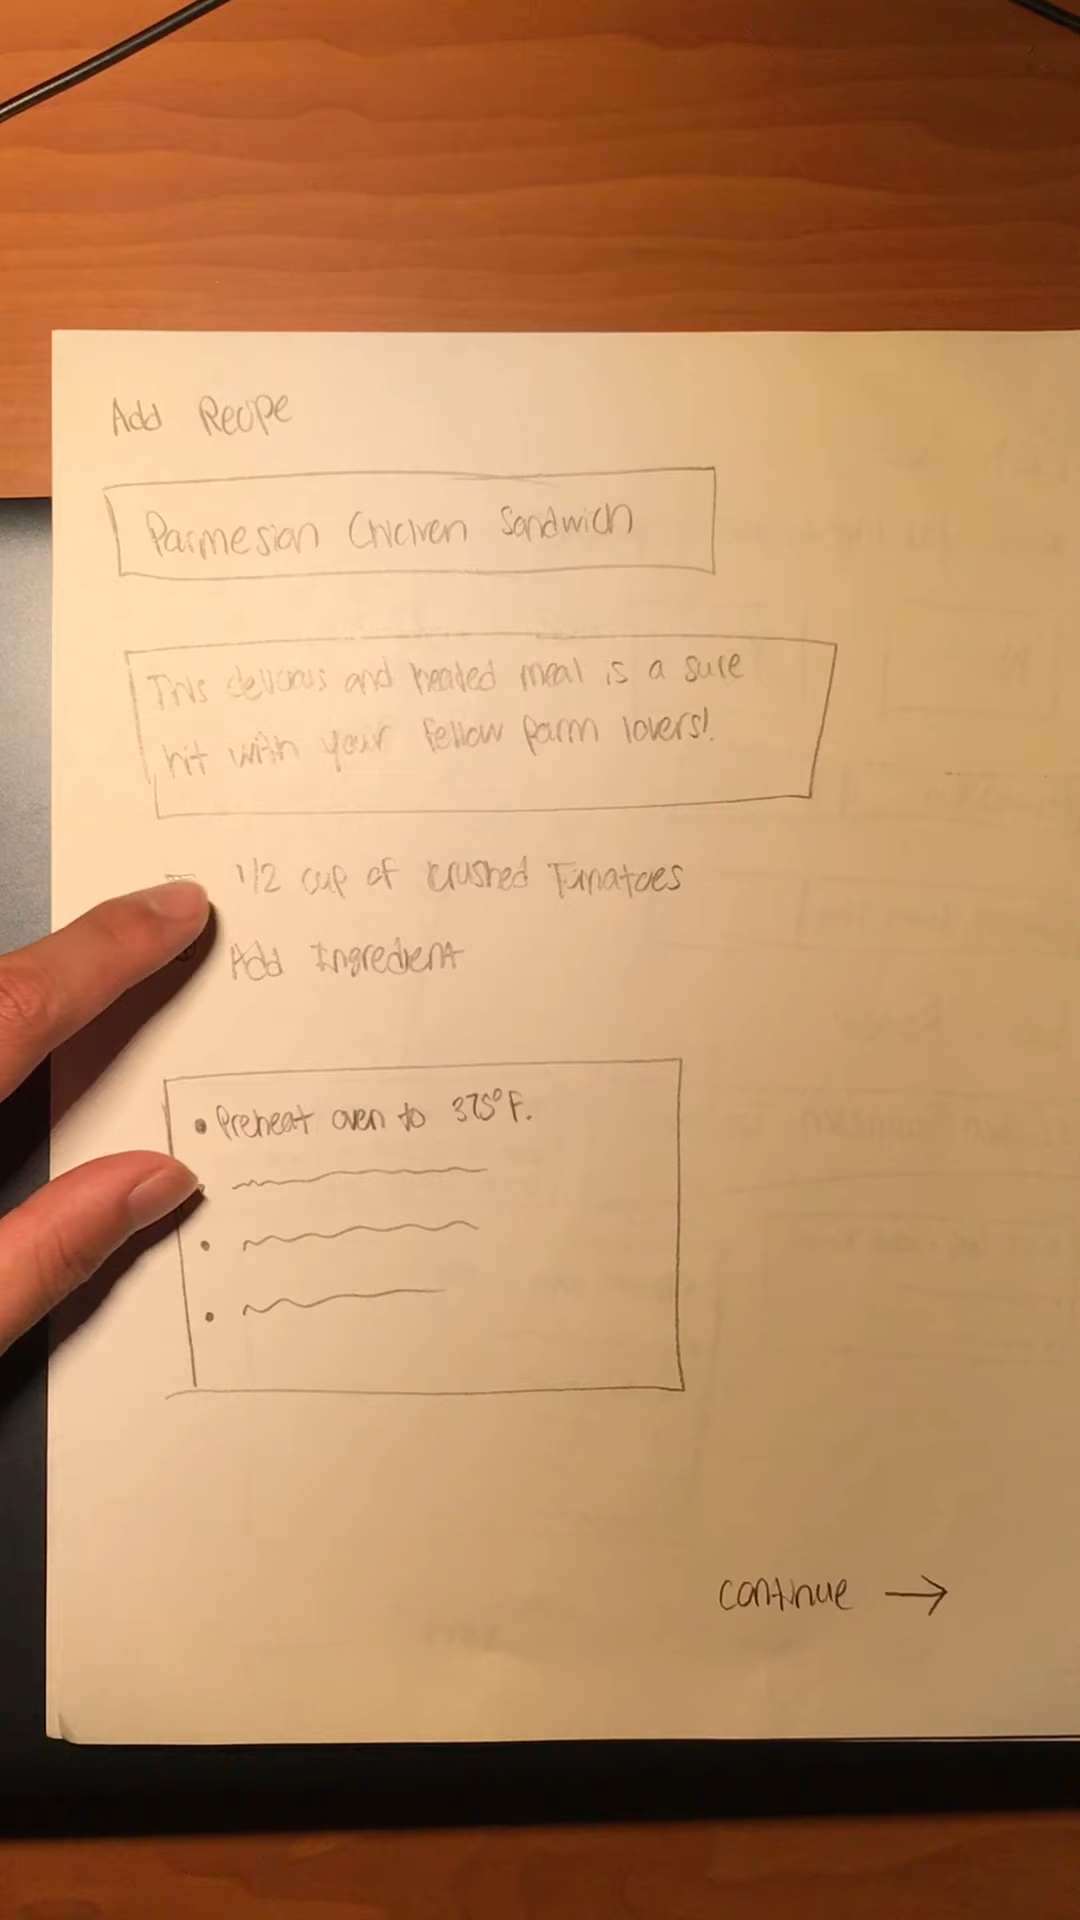 Add Recipe
Parmesian Chicken Sandwich
This delicious and heated meal is a sure
hit with your fellow parm lovers!
1/2 cup of crushed Tomatoes
Add Ingredient
• Preheat oven to 375°F.
continue →